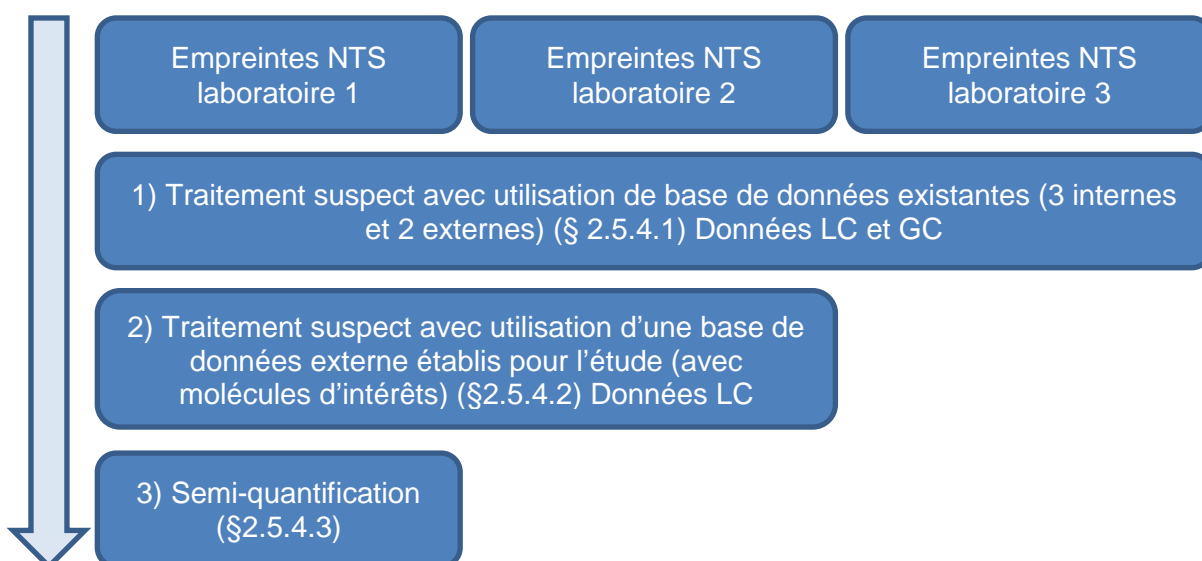 Empreintes NTS
laboratoire 1
Empreintes NTS
laboratoire 2
Empreintes NTS
laboratoire 3
1) Traitement suspect avec utilisation de base de données existantes (3 internes
et 2 externes) (§ 2.5.4.1) Données LC et GC
2) Traitement suspect avec utilisation d’une base de
données externe établis pour l’étude (avec
molécules d’intérêts) (§2.5.4.2) Données LC
3) Semi-quantification
(§2.5.4.3)